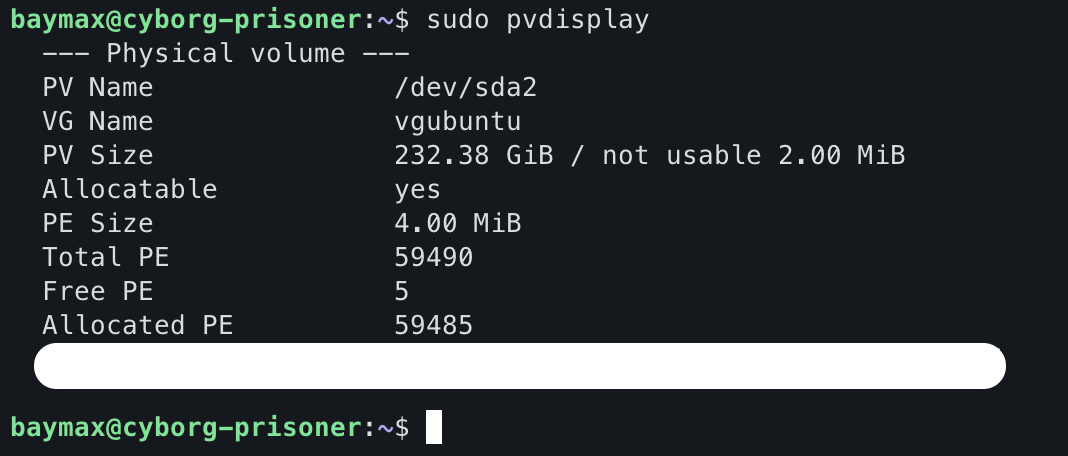 baymax@cyborg-prisoner:~$ sudo pvdisplay
--- Physical volume ---
PV Name /dev/sda2
VG Name vgubuntu
PV Size 232.38 GiB / not usable 2.00 MiB
Allocatable yes
PE Size 4.00 MiB
Total PE 59490
Free PE 5
Allocated PE 59485
baymax@cyborg-prisoner:~$